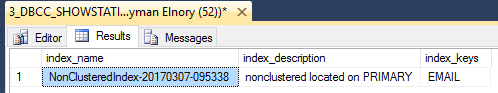 3_DBCC_SHOWSTATI...yman Elnory (52))*
Editor Results Messages
index_name index_description index_keys
1 NonClusteredIndex-20170307-095338 nonclustered located on PRIMARY EMAIL